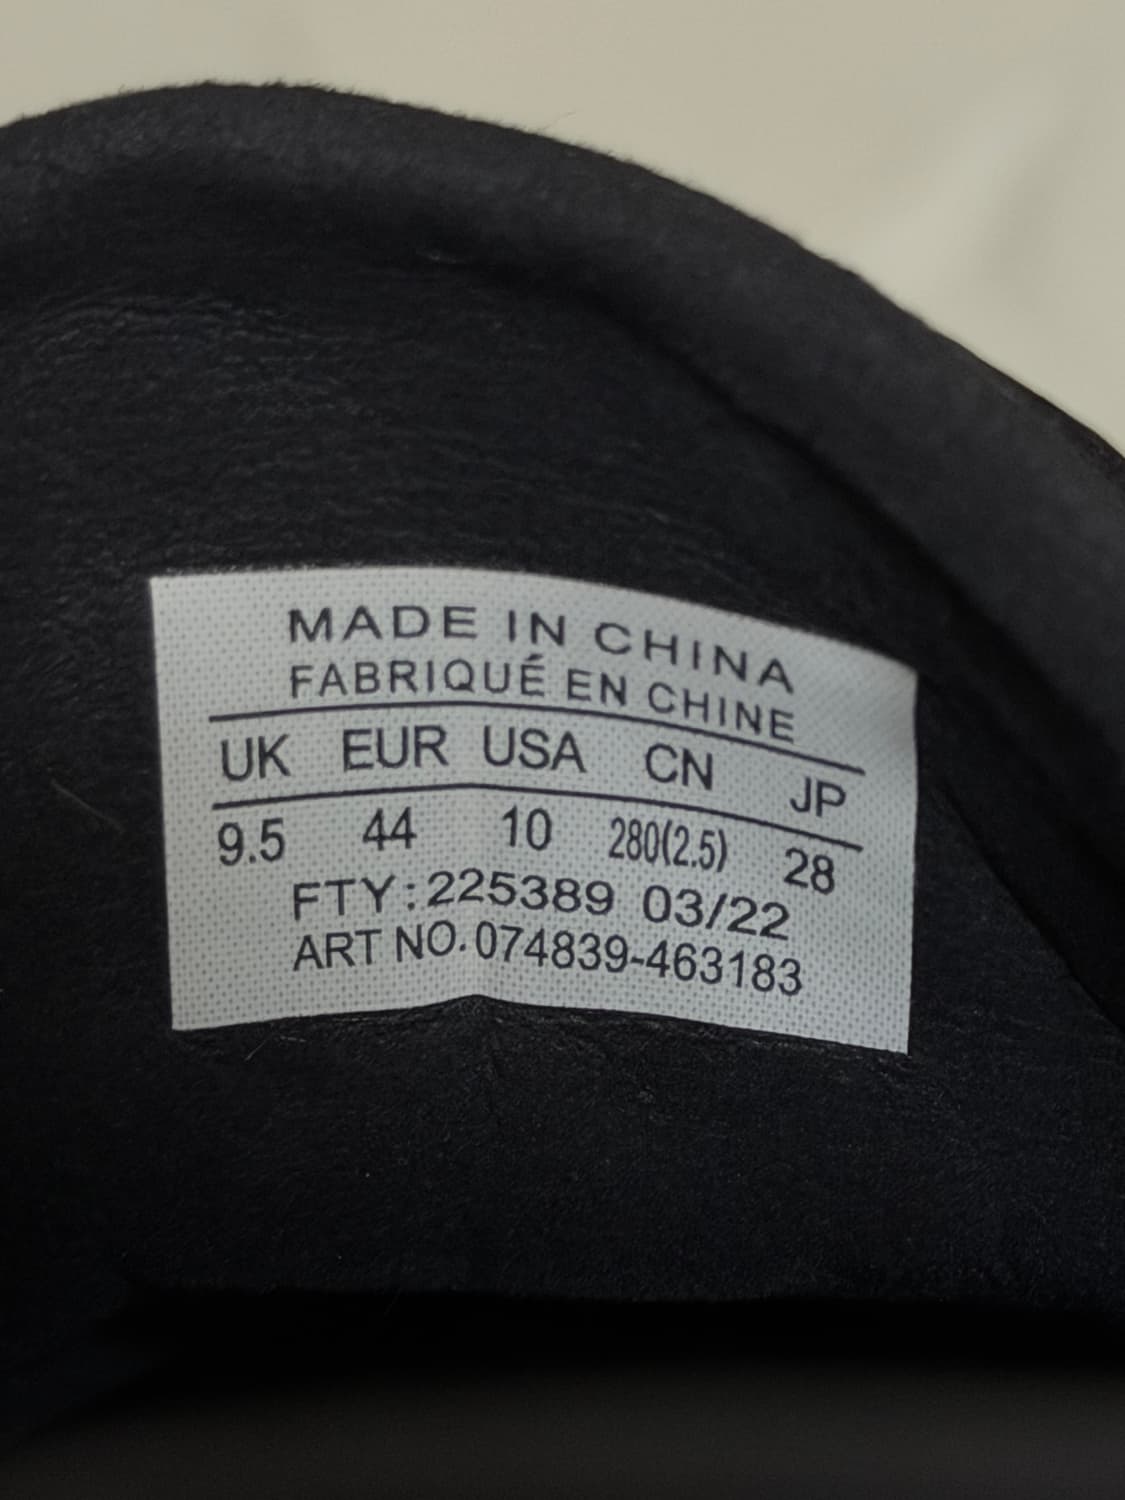 MADE IN CHINA
FABRIQUÉ EN CHINE
UK EUR USA CN JP
9.5 44 10 280(2.5) 28
FTY:225389 03/22
ART NO.074839-463183